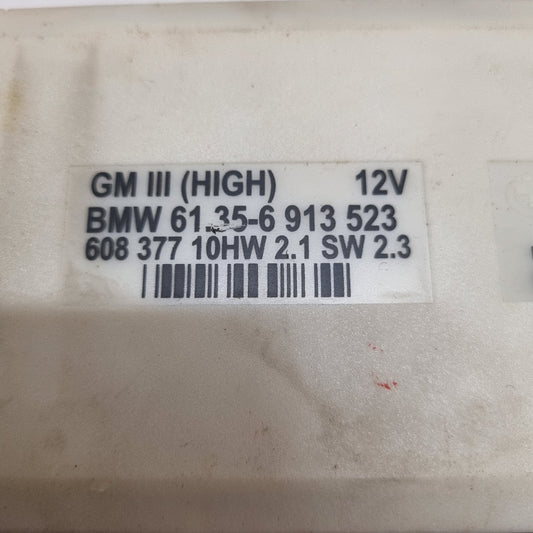 GM III (HIGH) 12V
BMW 61.35-6 913 523
608 377 10HW 2.1 SW 2.3